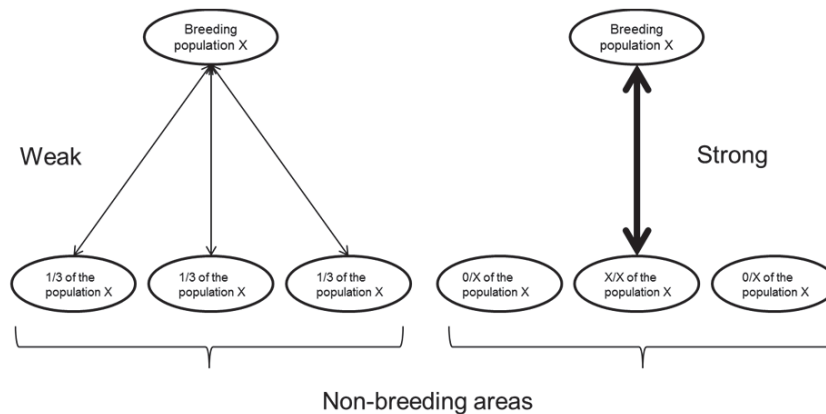 Breeding
population X
Breeding
population X
Weak
Strong
1/3 of the
population X
1/3 of the
population X
1/3 of the
population X
0/X of the
population X
X/X of the
population X
0/X of the
population X
Non-breeding areas